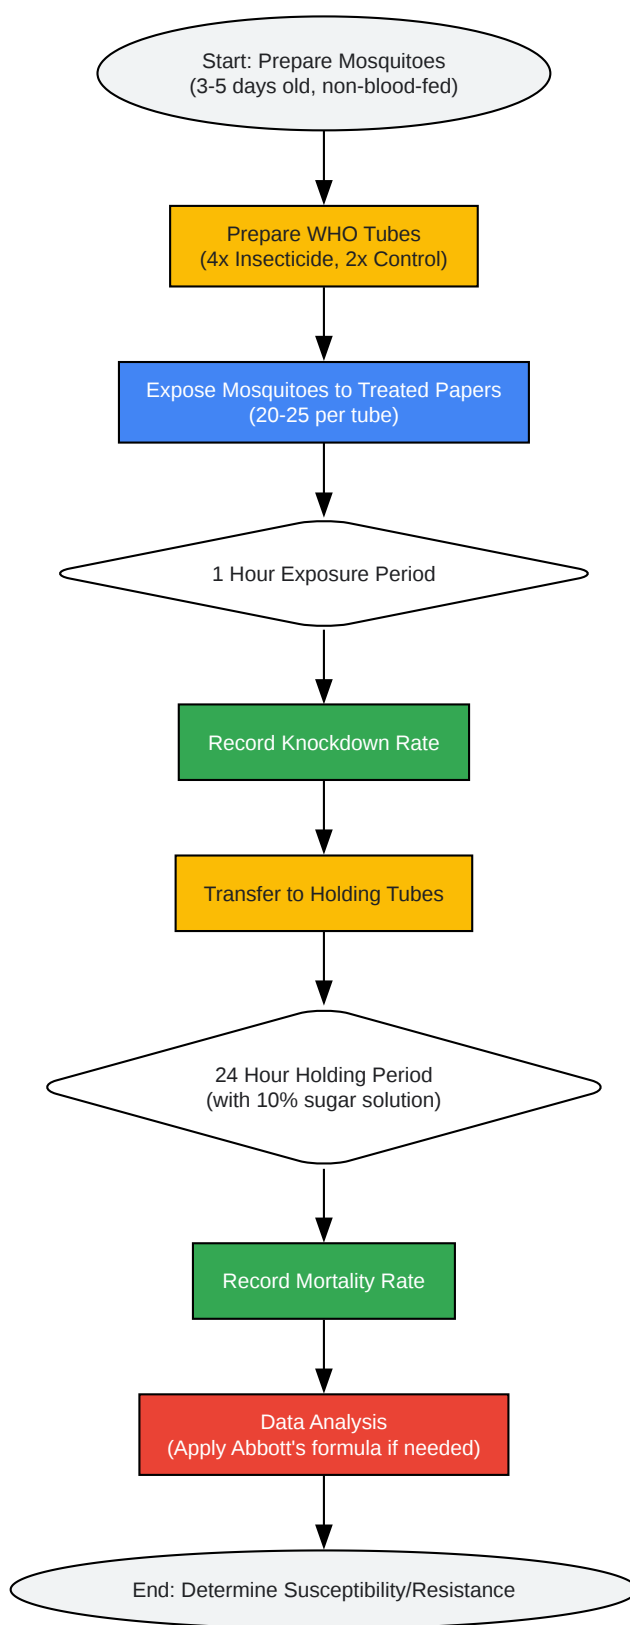 Start: Prepare Mosquitoes
(3-5 days old, non-blood-fed)
Prepare WHO Tubes
(4x Insecticide, 2x Control)
Expose Mosquitoes to Treated Papers
(20-25 per tube)
1 Hour Exposure Period
Record Knockdown Rate
Transfer to Holding Tubes
24 Hour Holding Period
(with 10% sugar solution)
Record Mortality Rate
Data Analysis
(Apply Abbott's formula if needed)
End: Determine Susceptibility/Resistance